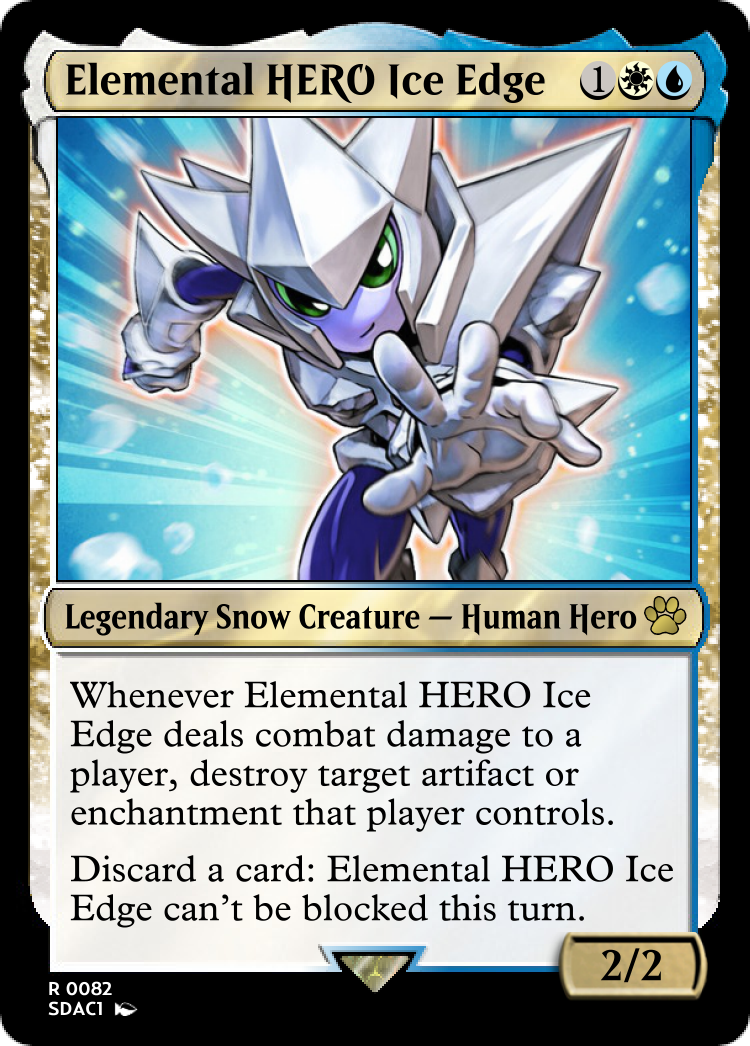 Elemental HERO Ice Edge 1
Legendary Snow Creature — Human Hero
Whenever Elemental HERO Ice
Edge deals combat damage to a
player, destroy target artifact or
enchantment that player controls.
Discard a card: Elemental HERO Ice
Edge can't be blocked this turn.
2/2
R 0082
SDAC1